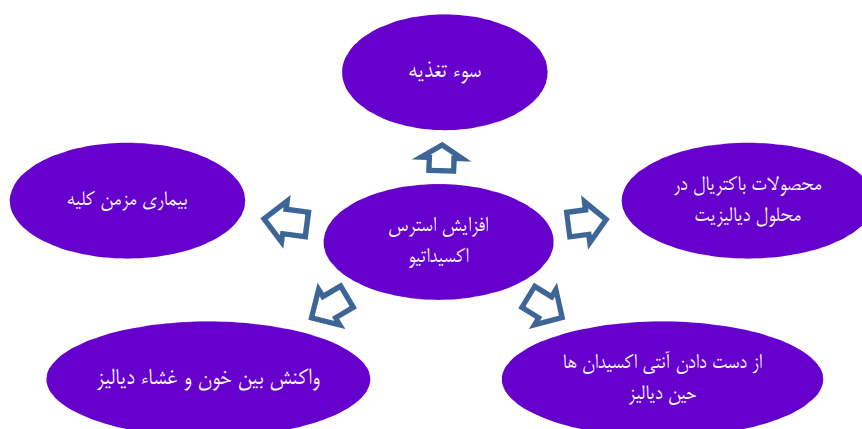 سوء تغذیه
محصولات باکتریال در
محلول دیالیزیت
بیماری مزمن کلیه
افزایش استرس
اکسیداتیو
از دست دادن آنتی اکسیدان ها
حین دیالیز
واکنش بین خون و غشاء دیالیز